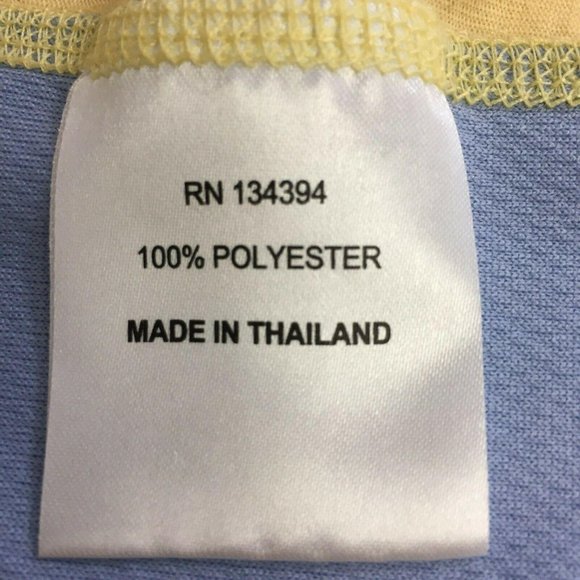 RN 134394
100% POLYESTER
MADE IN THAILAND